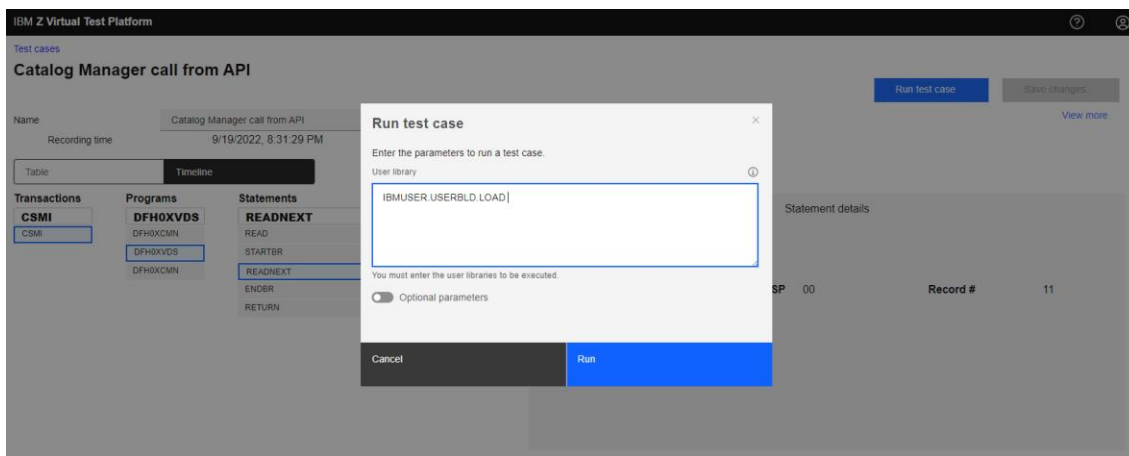 IBM Z Virtual Test Platform
Test cases
Catalog Manager call from API
Run test case
Save changes
View more
Name
Catalog Manager call from API
Recording time
9/19/2022, 8:31:29 PM
Table
Timeline
Transactions
CSMI
CSMI
Programs
DFH0XVDS
DFH0XCMN
DFH0XVDS
DFH0XCMN
Statements
READNEXT
READ
STARTBR
READNEXT
ENDBR
RETURN
Run test case
Enter the parameters to run a test case.
User library
IBMUSER.USERBLD.LOAD
You must enter the user libraries to be executed.
Optional parameters
Cancel
Run
Statement details
SP 00 Record # 11